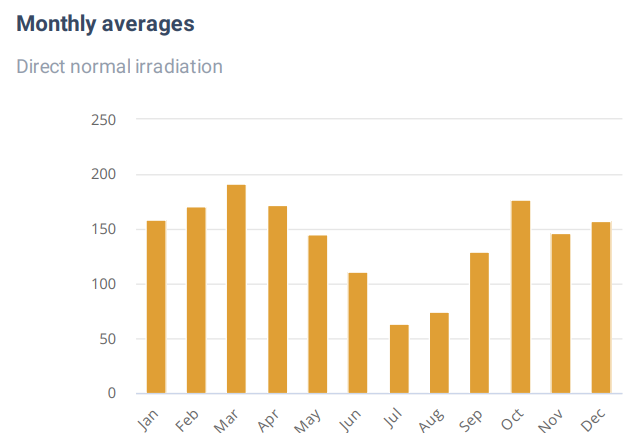 Monthly averages
Direct normal irradiation
250
200
150
100
50
0
Jan Feb Mar Apr May Jun Jul Aug Sep Oct Nov Dec